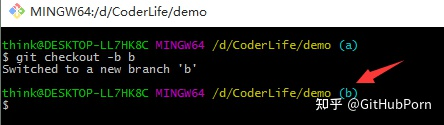 MINGW64:/d/CoderLife/demo
think@DESKTOP-LL7HK8C MINGW64 /d/CoderLife/demo (a)
$ git checkout -b b
Switched to a new branch 'b'
think@DESKTOP-LL7HK8C MINGW64 /d/CoderLife/demo (b)
$
知乎 @GitHubPorn